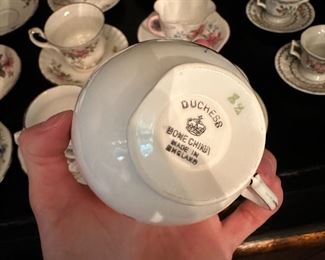 DUCHESS
BONE CHINA
MADE IN
ENGLAND